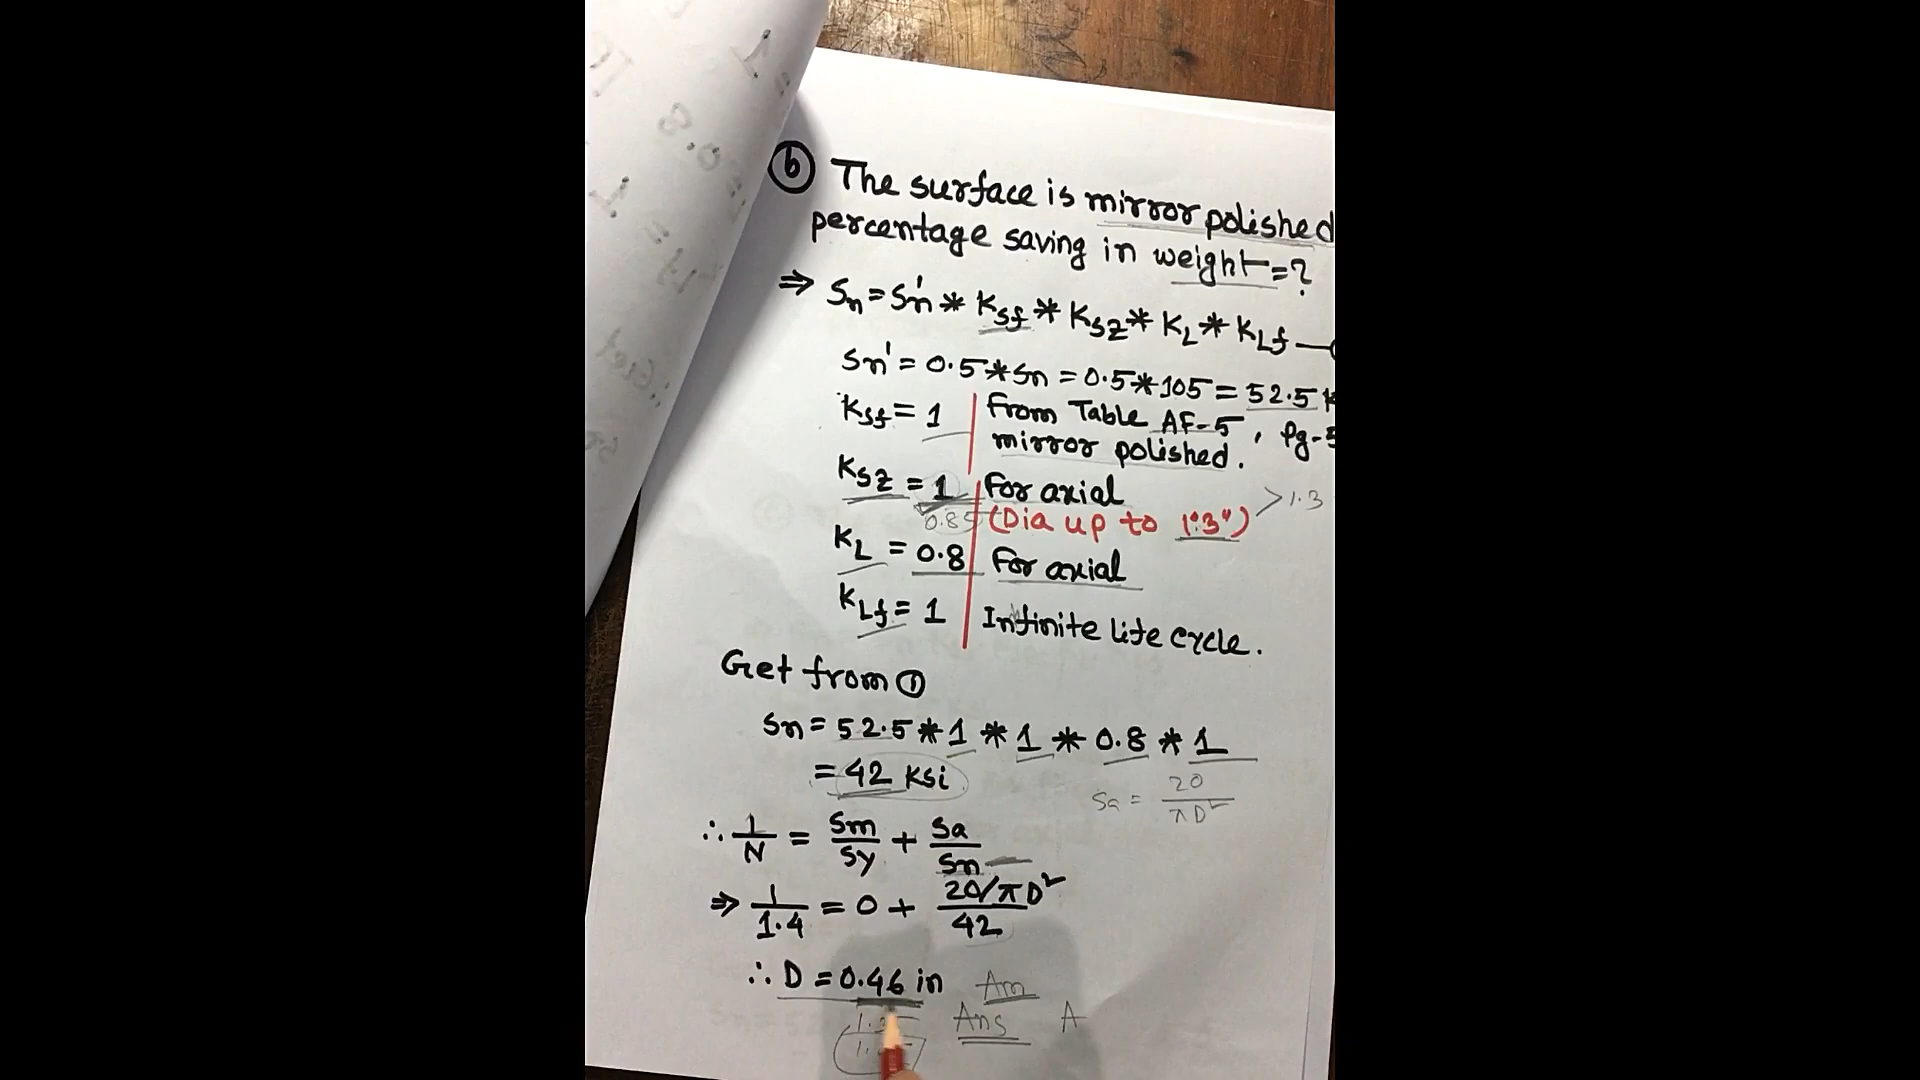 ⓑ The surface is mirror polished
percentage saving in weight = ?
⇒ Sn = Sn' * Ksf * Ksz * KL * KLf —
Sn' = 0.5 * Sn = 0.5 * 105 = 52.5 K
Ksf = 1 | From Table AF-5, Pg-5
mirror polished.
Ksz = 1 | For axial
0.85 (Dia up to 1.3") > 1.3
KL = 0.8 | For axial
KLf = 1 | Infinite life cycle.
Get from ①
Sn = 52.5 * 1 * 1 * 0.8 * 1
= 42 Ksi
Sa = 20/πD²
∴ 1/N = Sm/Sy + Sa/Sn
⇒ 1/1.4 = 0 + 20/πD²/42
∴ D = 0.46 in Am
Ans A